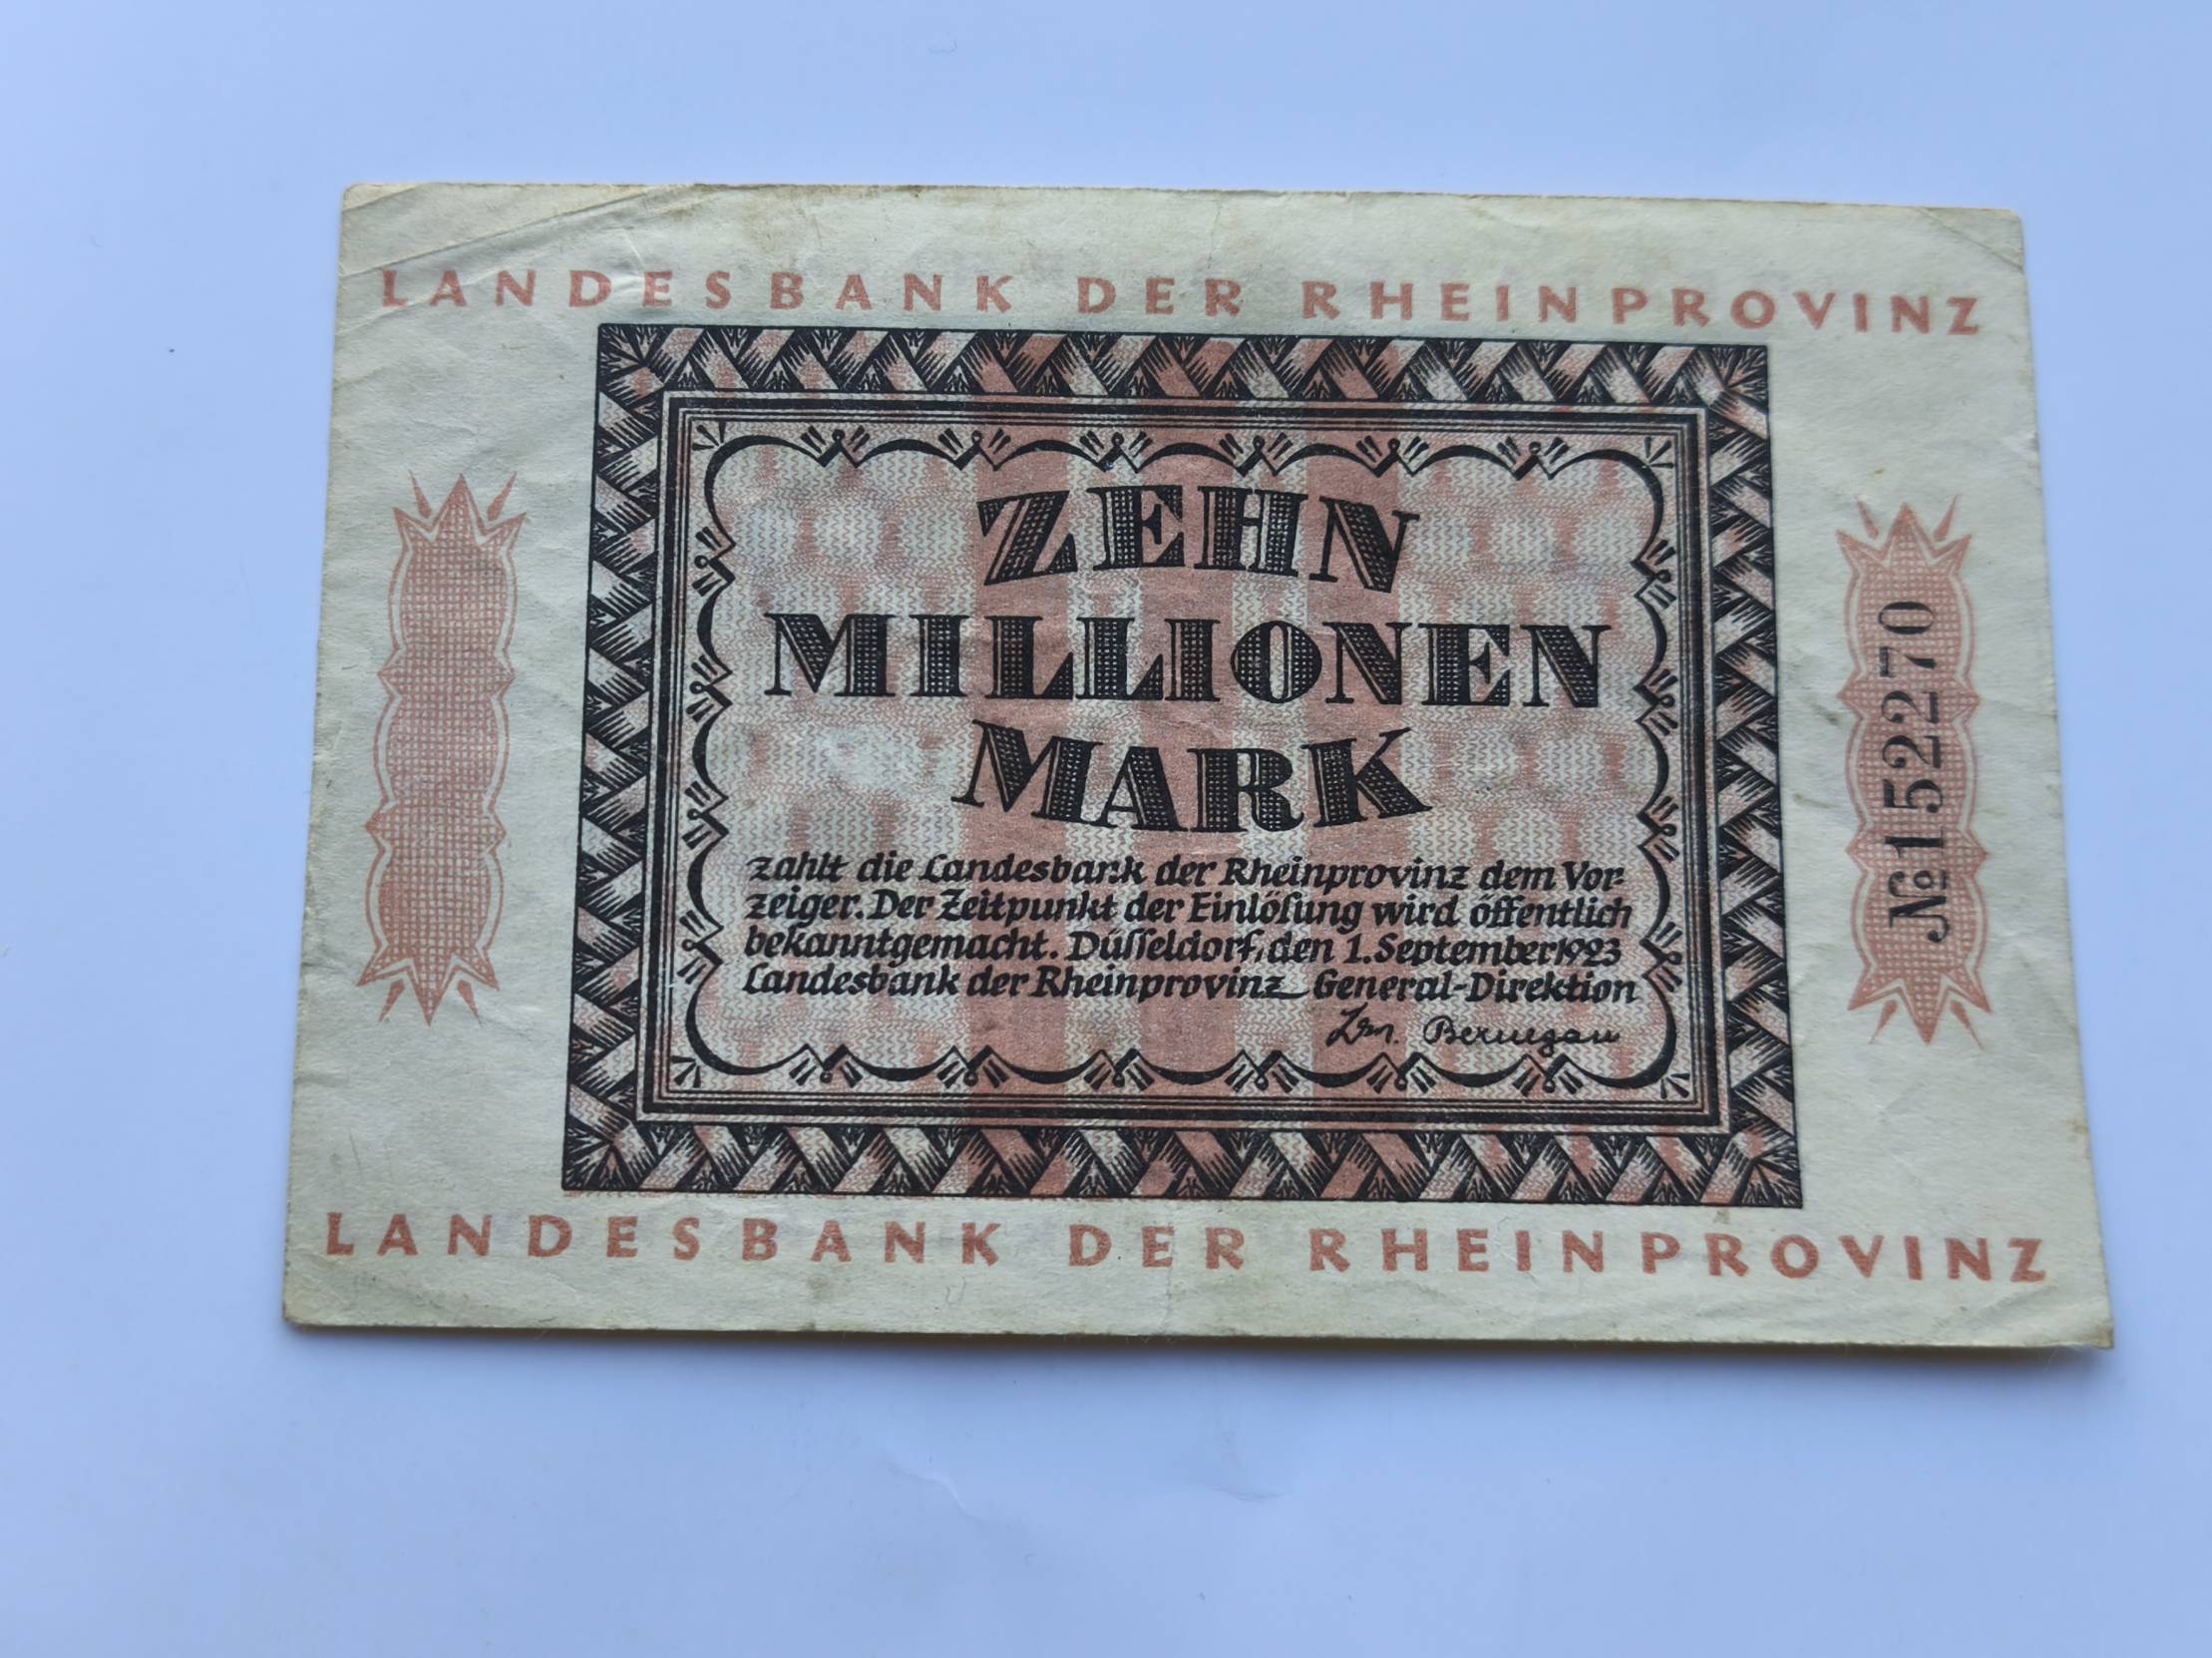 LANDESBANK DER RHEINPROVINZ
ZEHN
MILLIONEN
MARK
zahlt die Landesbank der Rheinprovinz dem Vor-
zeiger. Der Zeitpunkt der Einlöſung wird öffentlich
bekanntgemacht. Düſſeldorf, den 1. September 1923
Landesbank der Rheinprovinz General-Direktion
Bernegau
№152270
LANDESBANK DER RHEINPROVINZ